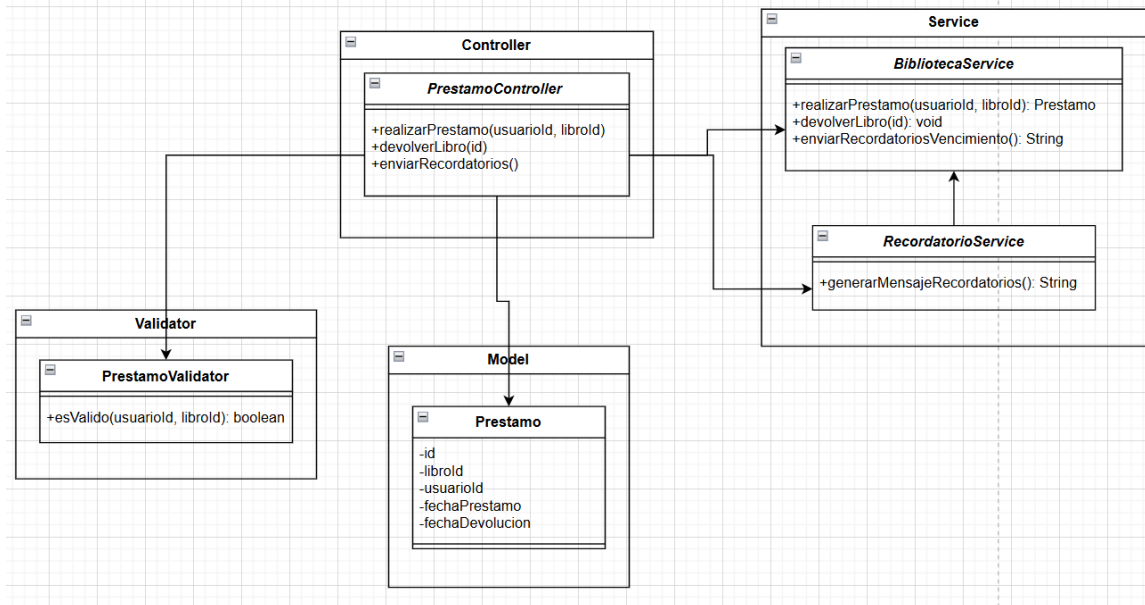 Controller
PrestamoController
+realizarPrestamo(usuarioId, libroId)
+devolverLibro(id)
+enviarRecordatorios()
Service
BibliotecaService
+realizarPrestamo(usuarioId, libroId): Prestamo
+devolverLibro(id): void
+enviarRecordatoriosVencimiento(): String
RecordatorioService
+generarMensajeRecordatorios(): String
Validator
PrestamoValidator
+esValido(usuarioId, libroId): boolean
Model
Prestamo
-id
-libroId
-usuarioId
-fechaPrestamo
-fechaDevolucion